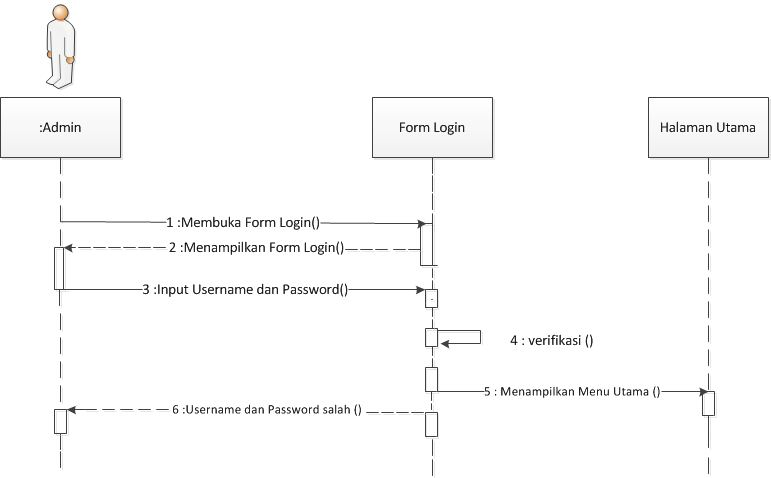 :Admin
Form Login
Halaman Utama
1 :Membuka Form Login()
2 :Menampilkan Form Login()
3 :Input Username dan Password()
4 : verifikasi ()
5 : Menampilkan Menu Utama ()
6 :Username dan Password salah ()